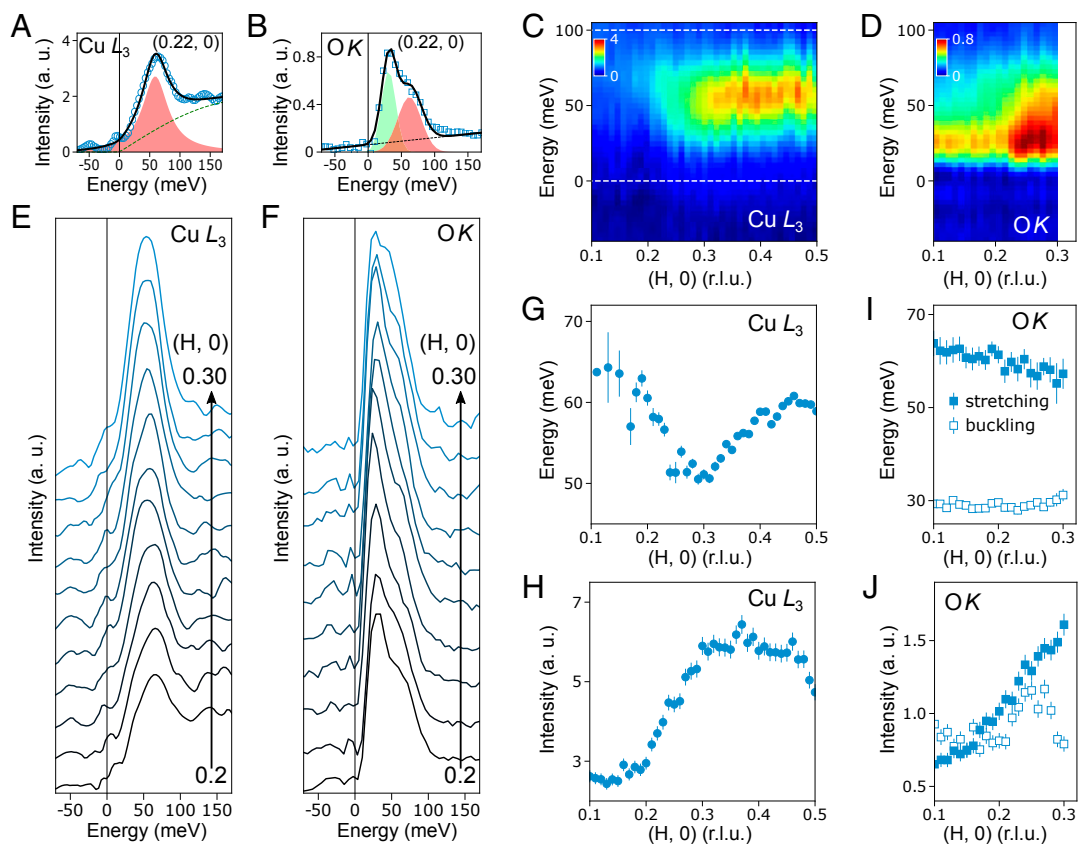 A
Cu L3
(0.22, 0)
Intensity (a. u.)
4
2
0
0
50
100
150
Energy (meV)
B
O K
(0.22, 0)
Intensity (a. u.)
0.8
0.4
0
-50
0
50
100
150
Energy (meV)
C
4
0
Energy (meV)
100
50
0
Cu L3
0.1
0.2
0.3
0.4
0.5
(H, 0) (r.l.u.)
D
0.8
0
Energy (meV)
100
50
0
O K
0.1
0.2
0.3
(H, 0) (r.l.u.)
E
Cu L3
(H, 0)
0.30
0.2
Intensity (a. u.)
-50
0
50
100
150
Energy (meV)
F
O K
(H, 0)
0.30
0.2
Intensity (a. u.)
-50
0
50
100
150
Energy (meV)
G
Cu L3
Energy (meV)
70
60
50
0.1
0.2
0.3
0.4
0.5
(H, 0) (r.l.u.)
I
O K
Energy (meV)
70
50
30
stretching
buckling
0.1
0.2
0.3
(H, 0) (r.l.u.)
H
Cu L3
Intensity (a. u.)
7
5
3
0.1
0.2
0.3
0.4
0.5
(H, 0) (r.l.u.)
J
O K
Intensity (a. u.)
1.5
1.0
0.5
0.1
0.2
0.3
(H, 0) (r.l.u.)